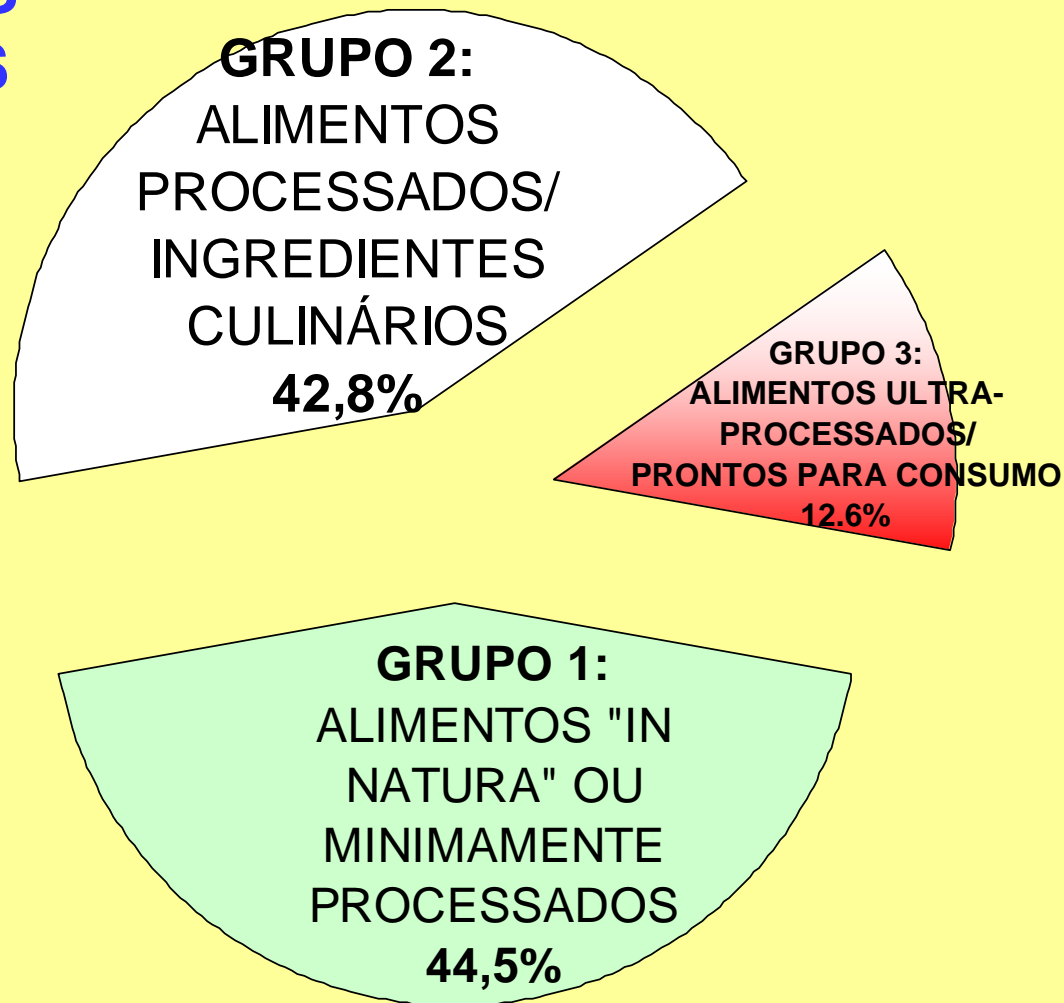 GRUPO 2:
ALIMENTOS
PROCESSADOS/
INGREDIENTES
CULINÁRIOS
42,8%
GRUPO 3:
ALIMENTOS ULTRA-
PROCESSADOS/
PRONTOS PARA CONSUMO
12.6%
GRUPO 1:
ALIMENTOS "IN
NATURA" OU
MINIMAMENTE
PROCESSADOS
44,5%